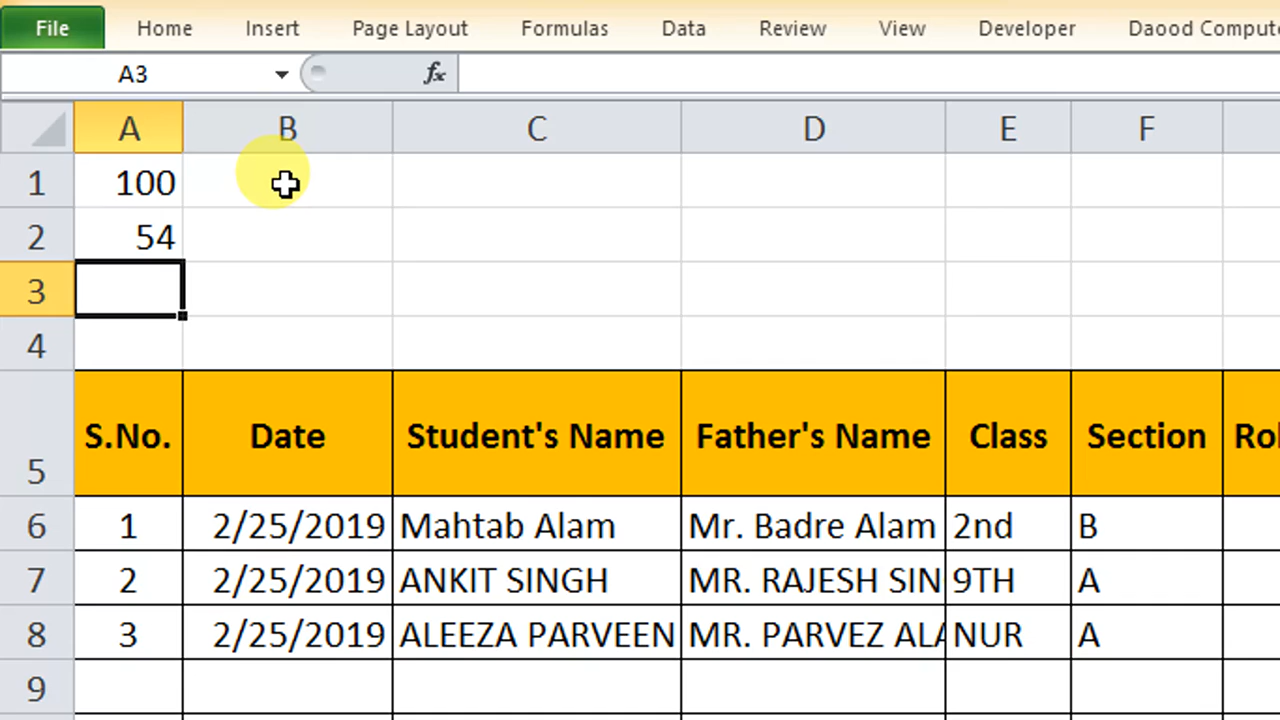 File Home Insert Page Layout Formulas Data Review View Developer Daood
A3 fx
A B C D E F
1 100
2 54
3
4
5 S.No. Date Student's Name Father's Name Class Section
6 1 2/25/2019 Mahtab Alam Mr. Badre Alam 2nd B
7 2 2/25/2019 ANKIT SINGH MR. RAJESH 9TH A
8 3 2/25/2019 ALEEZA PARVEEN MR. PARVEZ NUR A
9